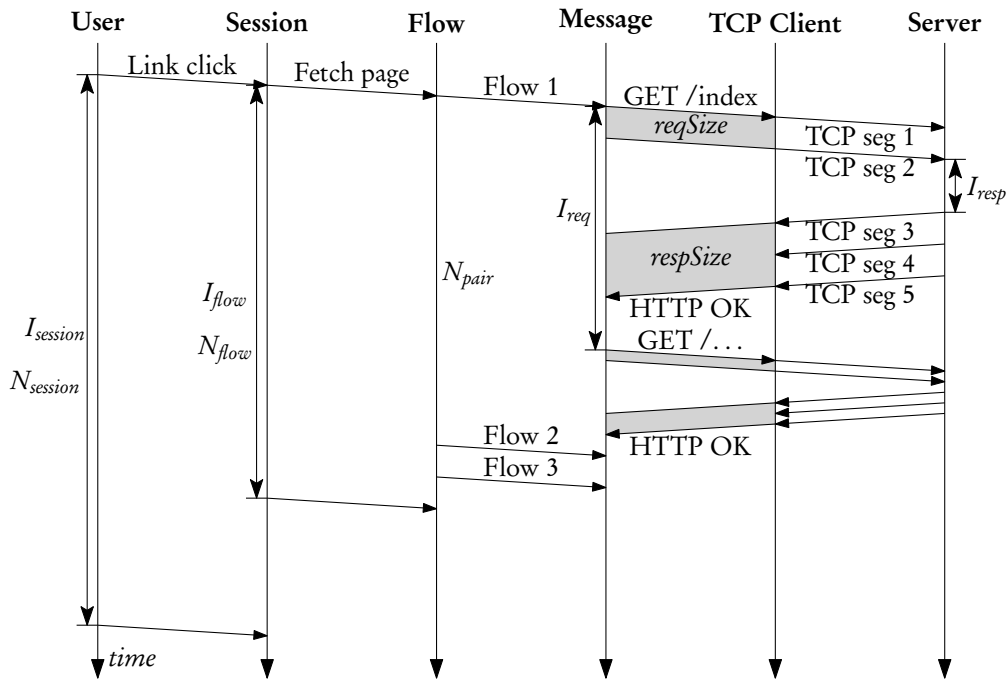 User Session Flow Message TCP Client Server
Link click
Fetch page
Flow 1
GET /index
reqSize
TCP seg 1
TCP seg 2
I_resp
I_req
TCP seg 3
respSize
TCP seg 4
N_pair
TCP seg 5
I_flow
HTTP OK
I_session
N_flow
GET /...
N_session
Flow 2
HTTP OK
Flow 3
time